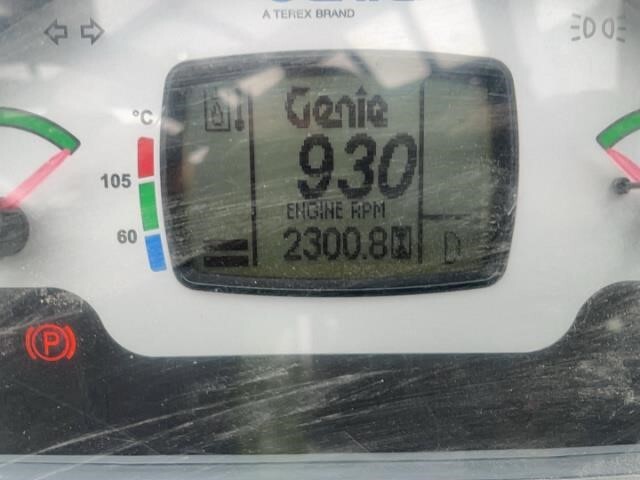 A TEREX BRAND
°C
Genie
930
105
ENGINE RPM
60
2300.8
P